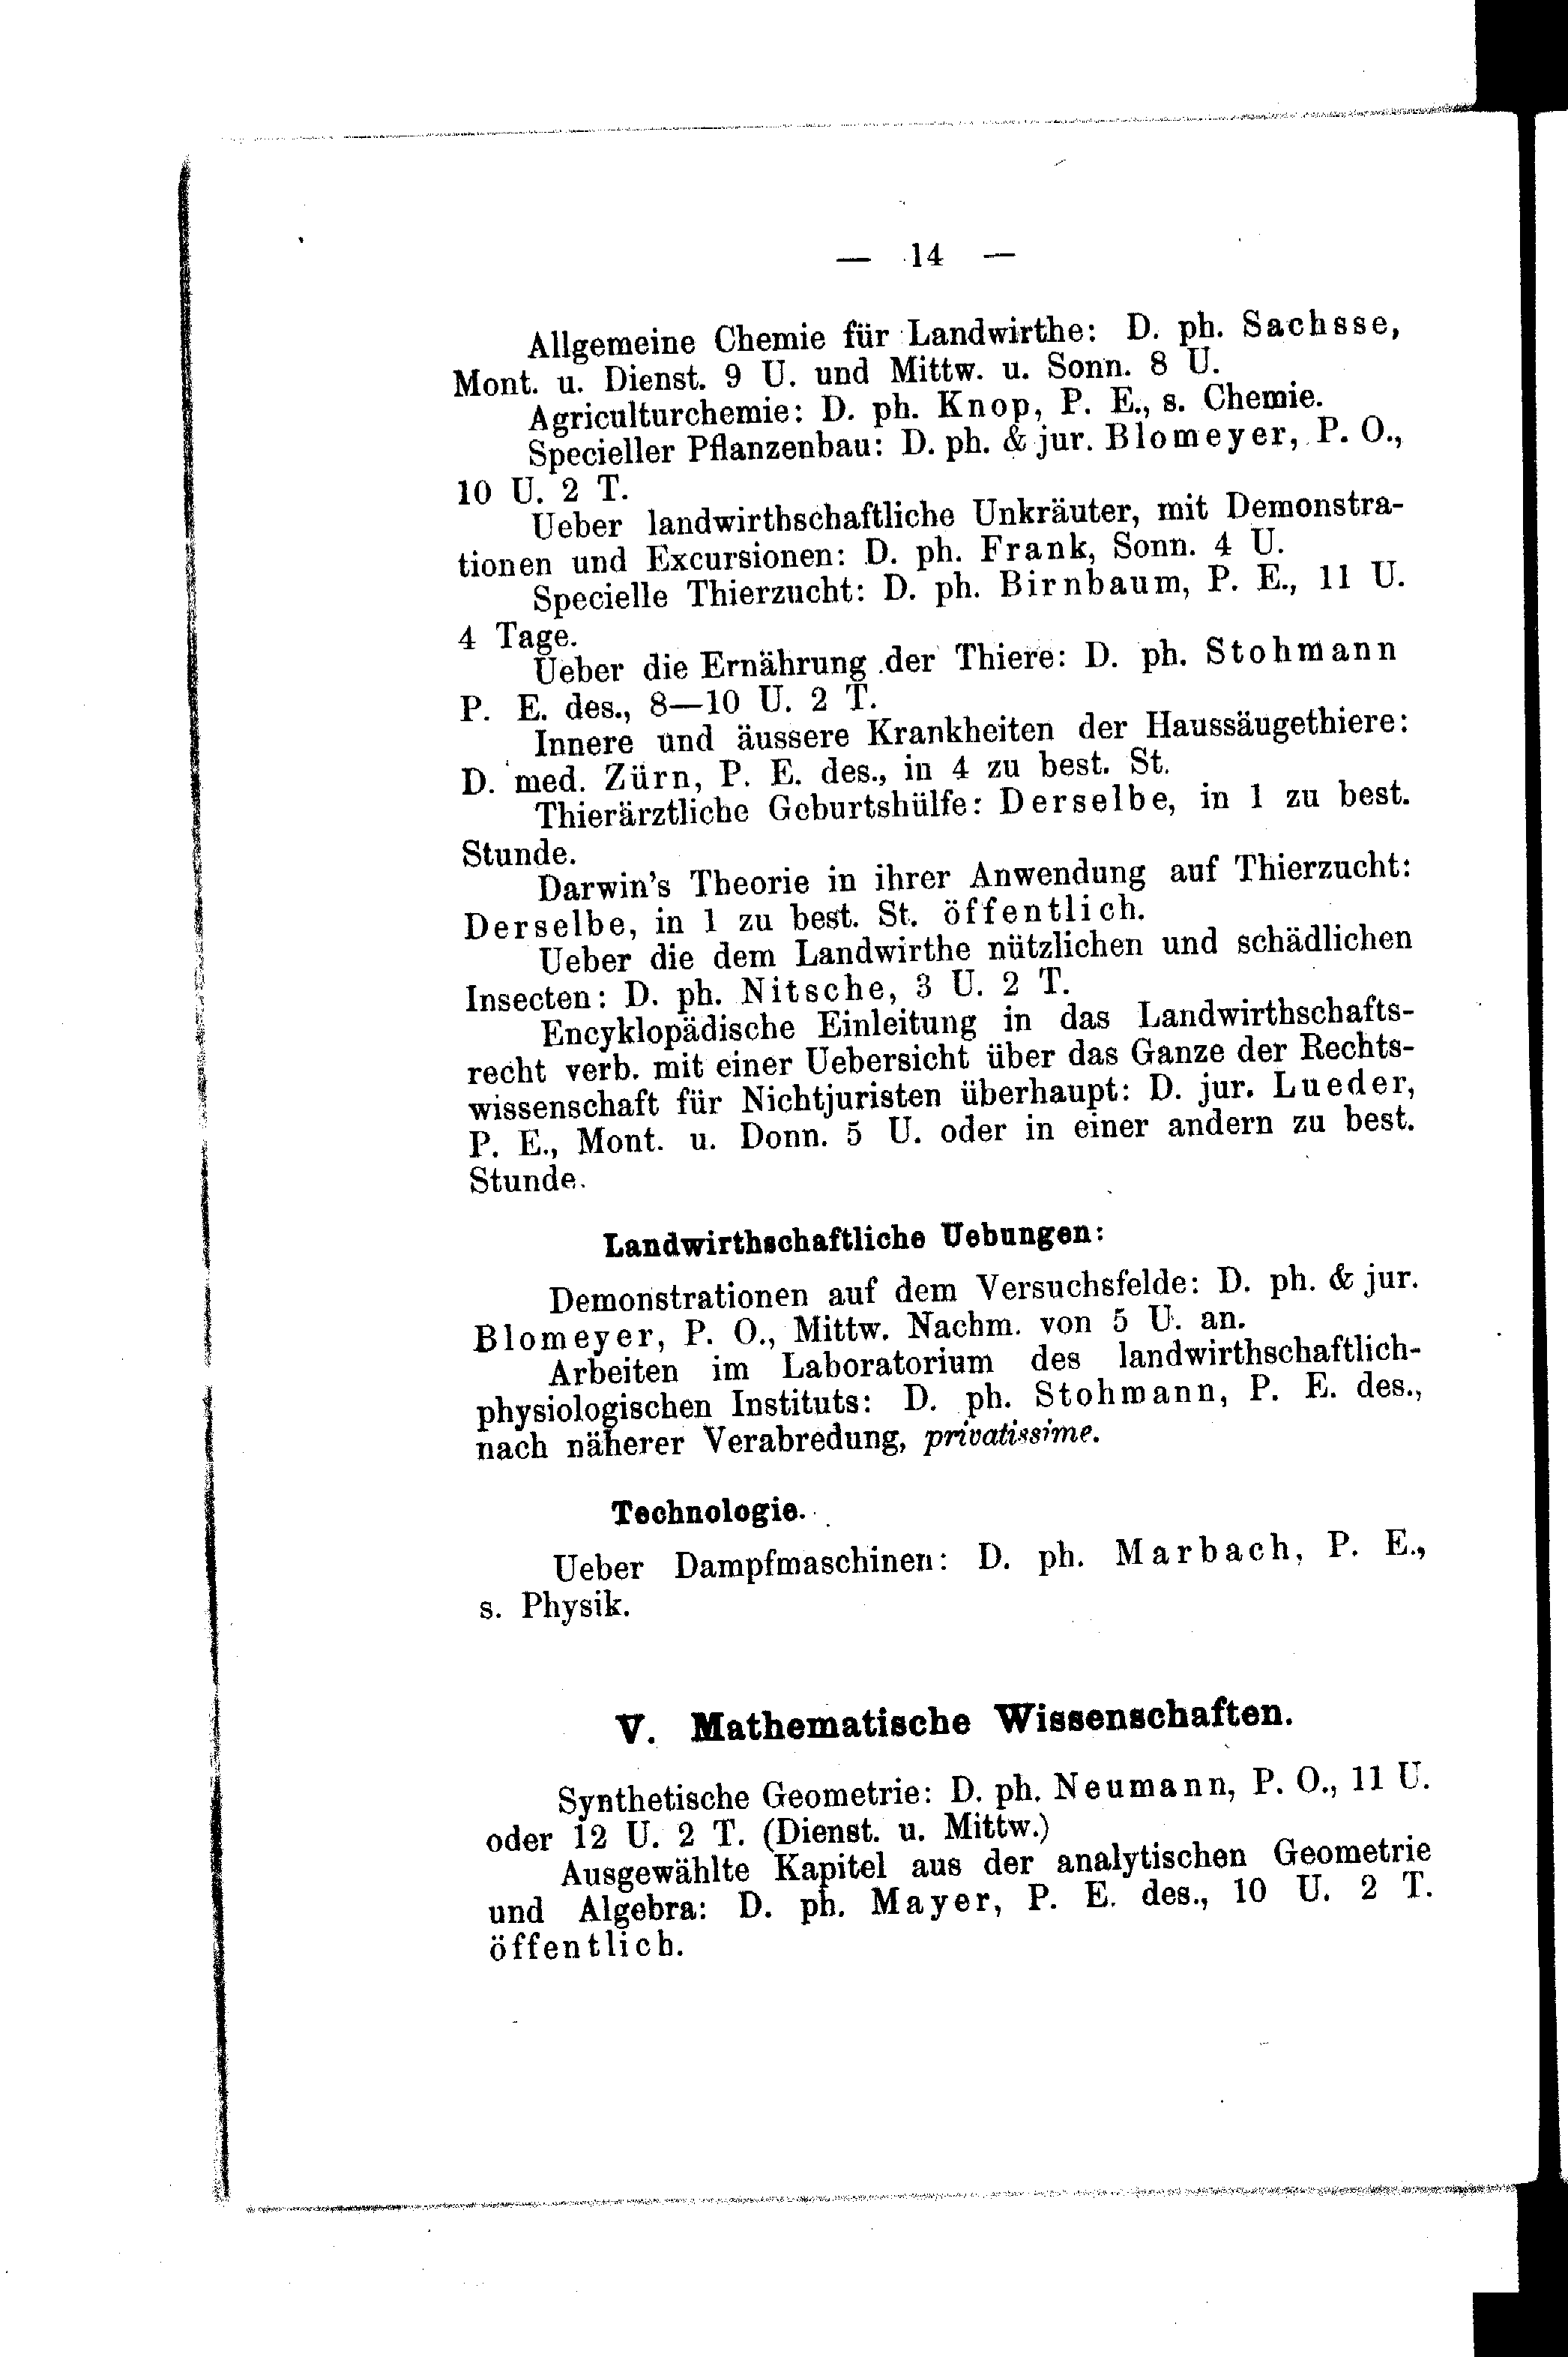 — 14 —
Allgemeine Chemie für Landwirthe: D. ph. Sachsse,
Mont. u. Dienst. 9 U. und Mittw. u. Sonn. 8 U.
Agriculturchemie: D. ph. Knop, P. E., s. Chemie.
Specieller Pflanzenbau: D. ph. & jur. Blomeyer, P. O.,
10 U. 2 T.
Ueber landwirthschaftliche Unkräuter, mit Demonstra-
tionen und Excursionen: D. ph. Frank, Sonn. 4 U.
Specielle Thierzucht: D. ph. Birnbaum, P. E., 11 U.
4 Tage.
Ueber die Ernährung der Thiere: D. ph. Stohmann
P. E. des., 8—10 U. 2 T.
Innere und äussere Krankheiten der Haussäugethiere:
D. med. Zürn, P. E. des., in 4 zu best. St.
Thierärztliche Geburtshülfe: Derselbe, in 1 zu best.
Stunde.
Darwin's Theorie in ihrer Anwendung auf Thierzucht:
Derselbe, in 1 zu best. St. öffentlich.
Ueber die dem Landwirthe nützlichen und schädlichen
Insecten: D. ph. Nitsche, 3 U. 2 T.
Encyklopädische Einleitung in das Landwirthschafts-
recht verb. mit einer Uebersicht über das Ganze der Rechts-
wissenschaft für Nichtjuristen überhaupt: D. jur. Lueder,
P. E., Mont. u. Donn. 5 U. oder in einer andern zu best.
Stunde.
Landwirthschaftliche Uebungen:
Demonstrationen auf dem Versuchsfelde: D. ph. & jur.
Blomeyer, P. O., Mittw. Nachm. von 5 U. an.
Arbeiten im Laboratorium des landwirthschaftlich-
physiologischen Instituts: D. ph. Stohmann, P. E. des.,
nach näherer Verabredung, privatissime.
Technologie.
Ueber Dampfmaschinen: D. ph. Marbach, P. E.,
s. Physik.
V. Mathematische Wissenschaften.
Synthetische Geometrie: D. ph. Neumann, P. O., 11 U.
oder 12 U. 2 T. (Dienst. u. Mittw.)
Ausgewählte Kapitel aus der analytischen Geometrie
und Algebra: D. ph. Mayer, P. E. des., 10 U. 2 T.
öffentlich.